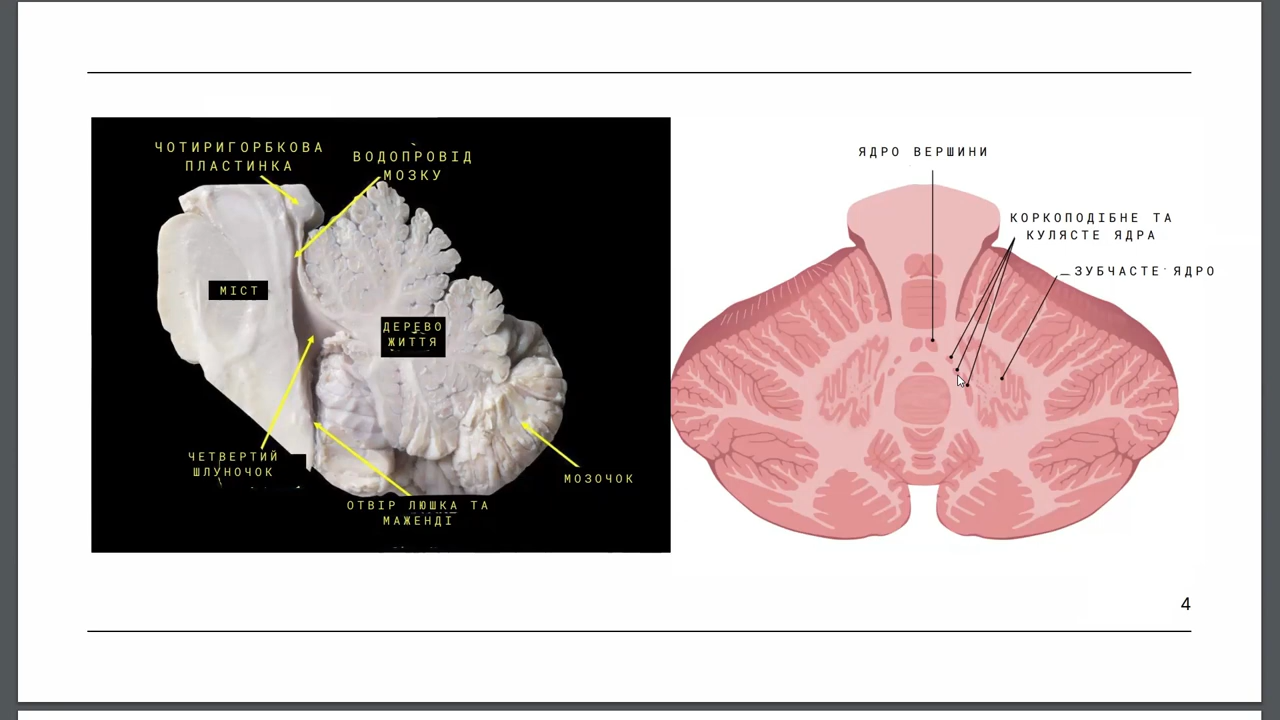 ЧОТИРИГОРБКОВА
ПЛАСТИНКА
ВОДОПРОВІД
МОЗКУ
МІСТ
ДЕРЕВО
ЖИТТЯ
ЧЕТВЕРТИЙ
ШЛУНОЧОК
ОТВІР ЛЮШКА ТА
МАЖЕНДІ
МОЗОЧОК
ЯДРО ВЕРШИНИ
КОРКОПОДІБНЕ ТА
КУЛЯСТЕ ЯДРА
ЗУБЧАСТЕ ЯДРО
4